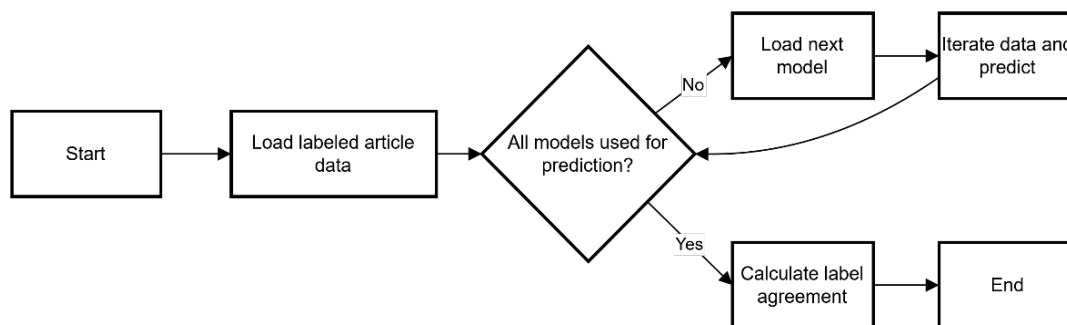 Start
Load labeled article
data
All models used for
prediction?
No
Load next
model
Iterate data and
predict
Yes
Calculate label
agreement
End